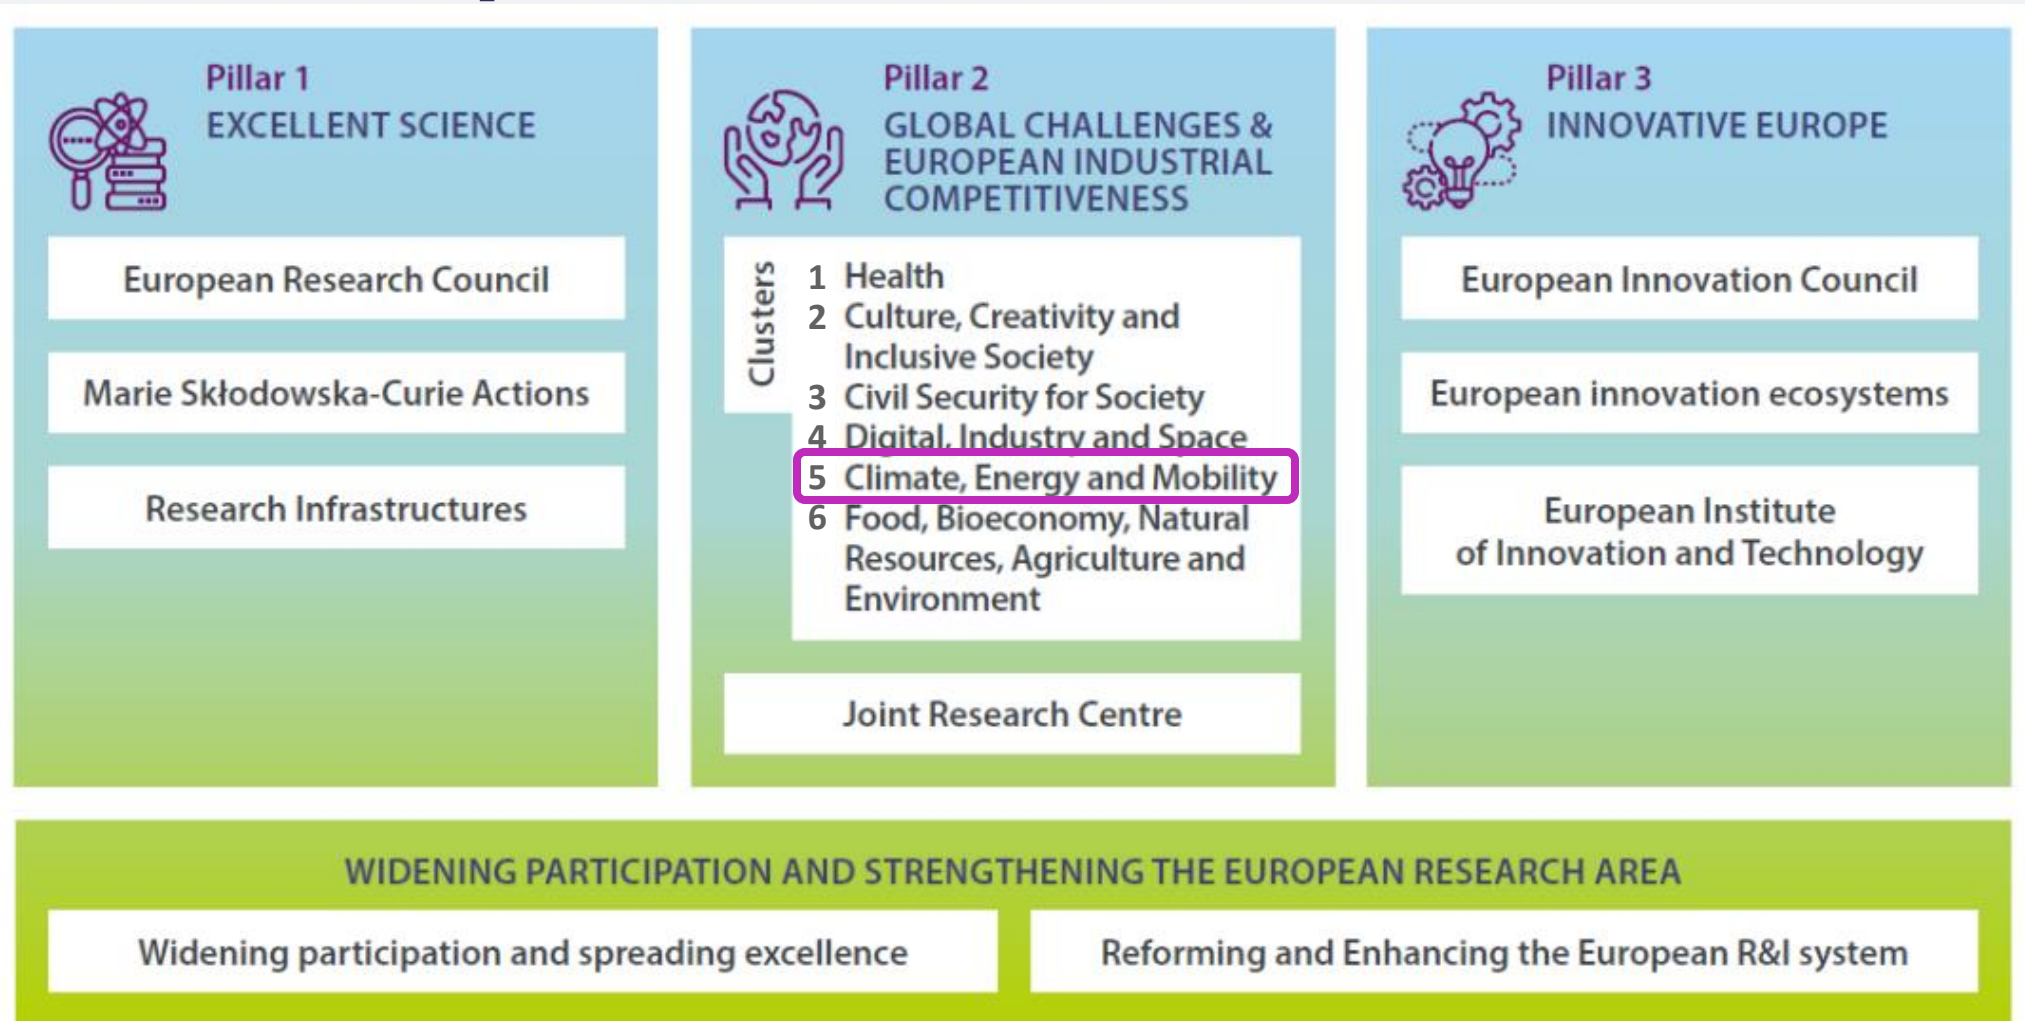 Pillar 1
EXCELLENT SCIENCE
European Research Council
Marie Skłodowska-Curie Actions
Research Infrastructures
Pillar 2
GLOBAL CHALLENGES &
EUROPEAN INDUSTRIAL
COMPETITIVENESS
Clusters
1 Health
2 Culture, Creativity and
Inclusive Society
3 Civil Security for Society
4 Digital, Industry and Space
5 Climate, Energy and Mobility
6 Food, Bioeconomy, Natural
Resources, Agriculture and
Environment
Joint Research Centre
Pillar 3
INNOVATIVE EUROPE
European Innovation Council
European innovation ecosystems
European Institute
of Innovation and Technology
WIDENING PARTICIPATION AND STRENGTHENING THE EUROPEAN RESEARCH AREA
Widening participation and spreading excellence
Reforming and Enhancing the European R&I system